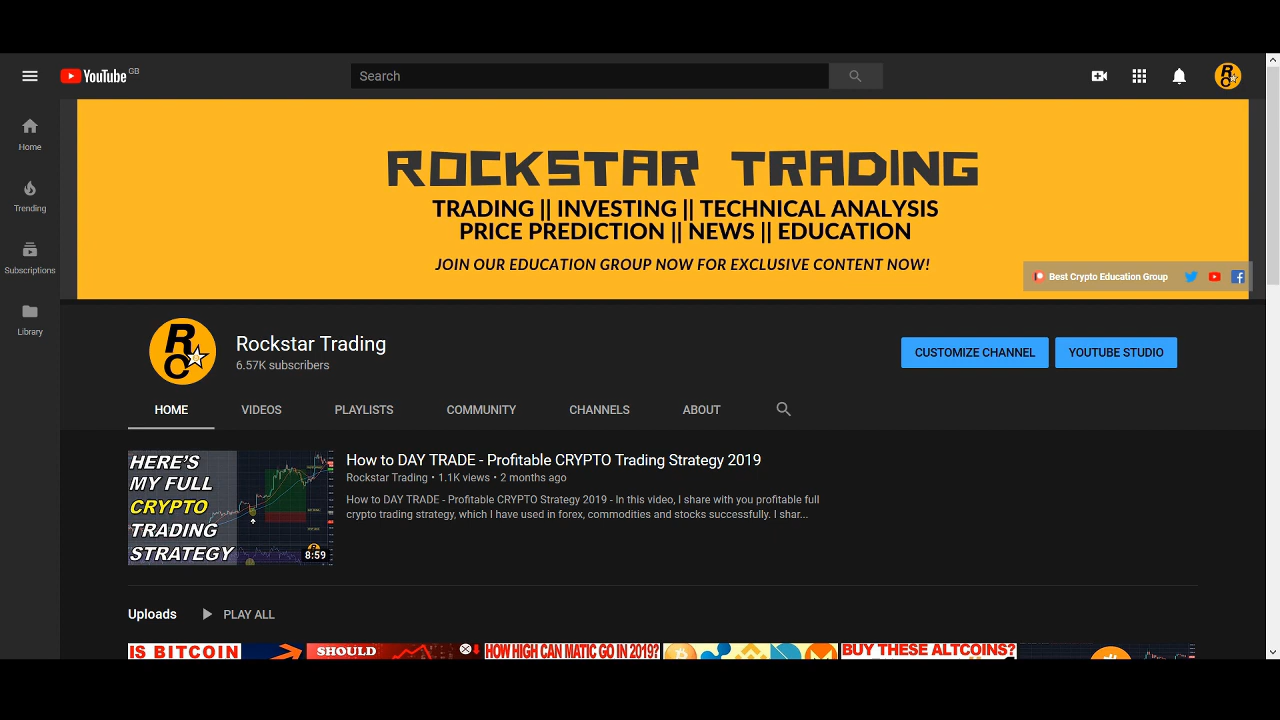 YouTube GB
Search
Home
Trending
Subscriptions
Library
ROCKSTAR TRADING
TRADING || INVESTING || TECHNICAL ANALYSIS
PRICE PREDICTION || NEWS || EDUCATION
JOIN OUR EDUCATION GROUP NOW FOR EXCLUSIVE CONTENT NOW!
Best Crypto Education Group
Rockstar Trading
6.57K subscribers
CUSTOMIZE CHANNEL
YOUTUBE STUDIO
HOME
VIDEOS
PLAYLISTS
COMMUNITY
CHANNELS
ABOUT
HERE'S
MY FULL
CRYPTO
TRADING
STRATEGY
8:59
How to DAY TRADE - Profitable CRYPTO Trading Strategy 2019
Rockstar Trading • 1.1K views • 2 months ago
How to DAY TRADE - Profitable CRYPTO Strategy 2019 - In this video, I share with you profitable full
crypto trading strategy, which I have used in forex, commodities and stocks successfully. I shar...
Uploads
PLAY ALL
IS BITCOIN
SHOULD
HOW HIGH CAN MATIC GO IN 2019?
BUY THESE ALTCOINS?